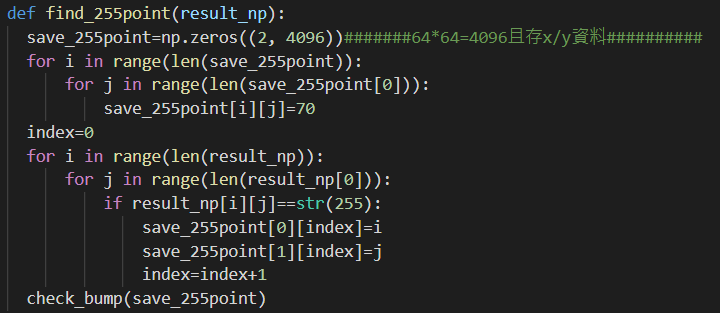 def find_255point(result_np):
save_255point=np.zeros((2, 4096))#######64*64=4096且存x/y資料##########
for i in range(len(save_255point)):
for j in range(len(save_255point[0])):
save_255point[i][j]=70
index=0
for i in range(len(result_np)):
for j in range(len(result_np[0])):
if result_np[i][j]==str(255):
save_255point[0][index]=i
save_255point[1][index]=j
index=index+1
check_bump(save_255point)